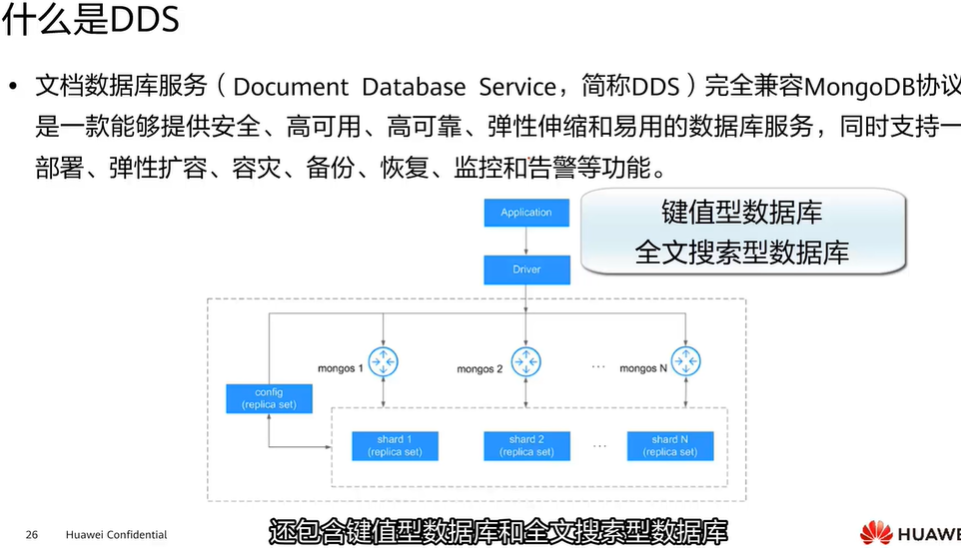 什么是DDS
• 文档数据库服务（Document Database Service，简称DDS）完全兼容MongoDB协议
是一款能够提供安全、高可用、高可靠、弹性伸缩和易用的数据库服务，同时支持一
部署、弹性扩容、容灾、备份、恢复、监控和告警等功能。
键值型数据库
全文搜索型数据库
Application
Driver
mongos 1
mongos 2
...
mongos N
config
(replica set)
shard 1
(replica set)
shard 2
(replica set)
...
shard N
(replica set)
还包含键值型数据库和全文搜索型数据库
26 Huawei Confidential
HUAWE